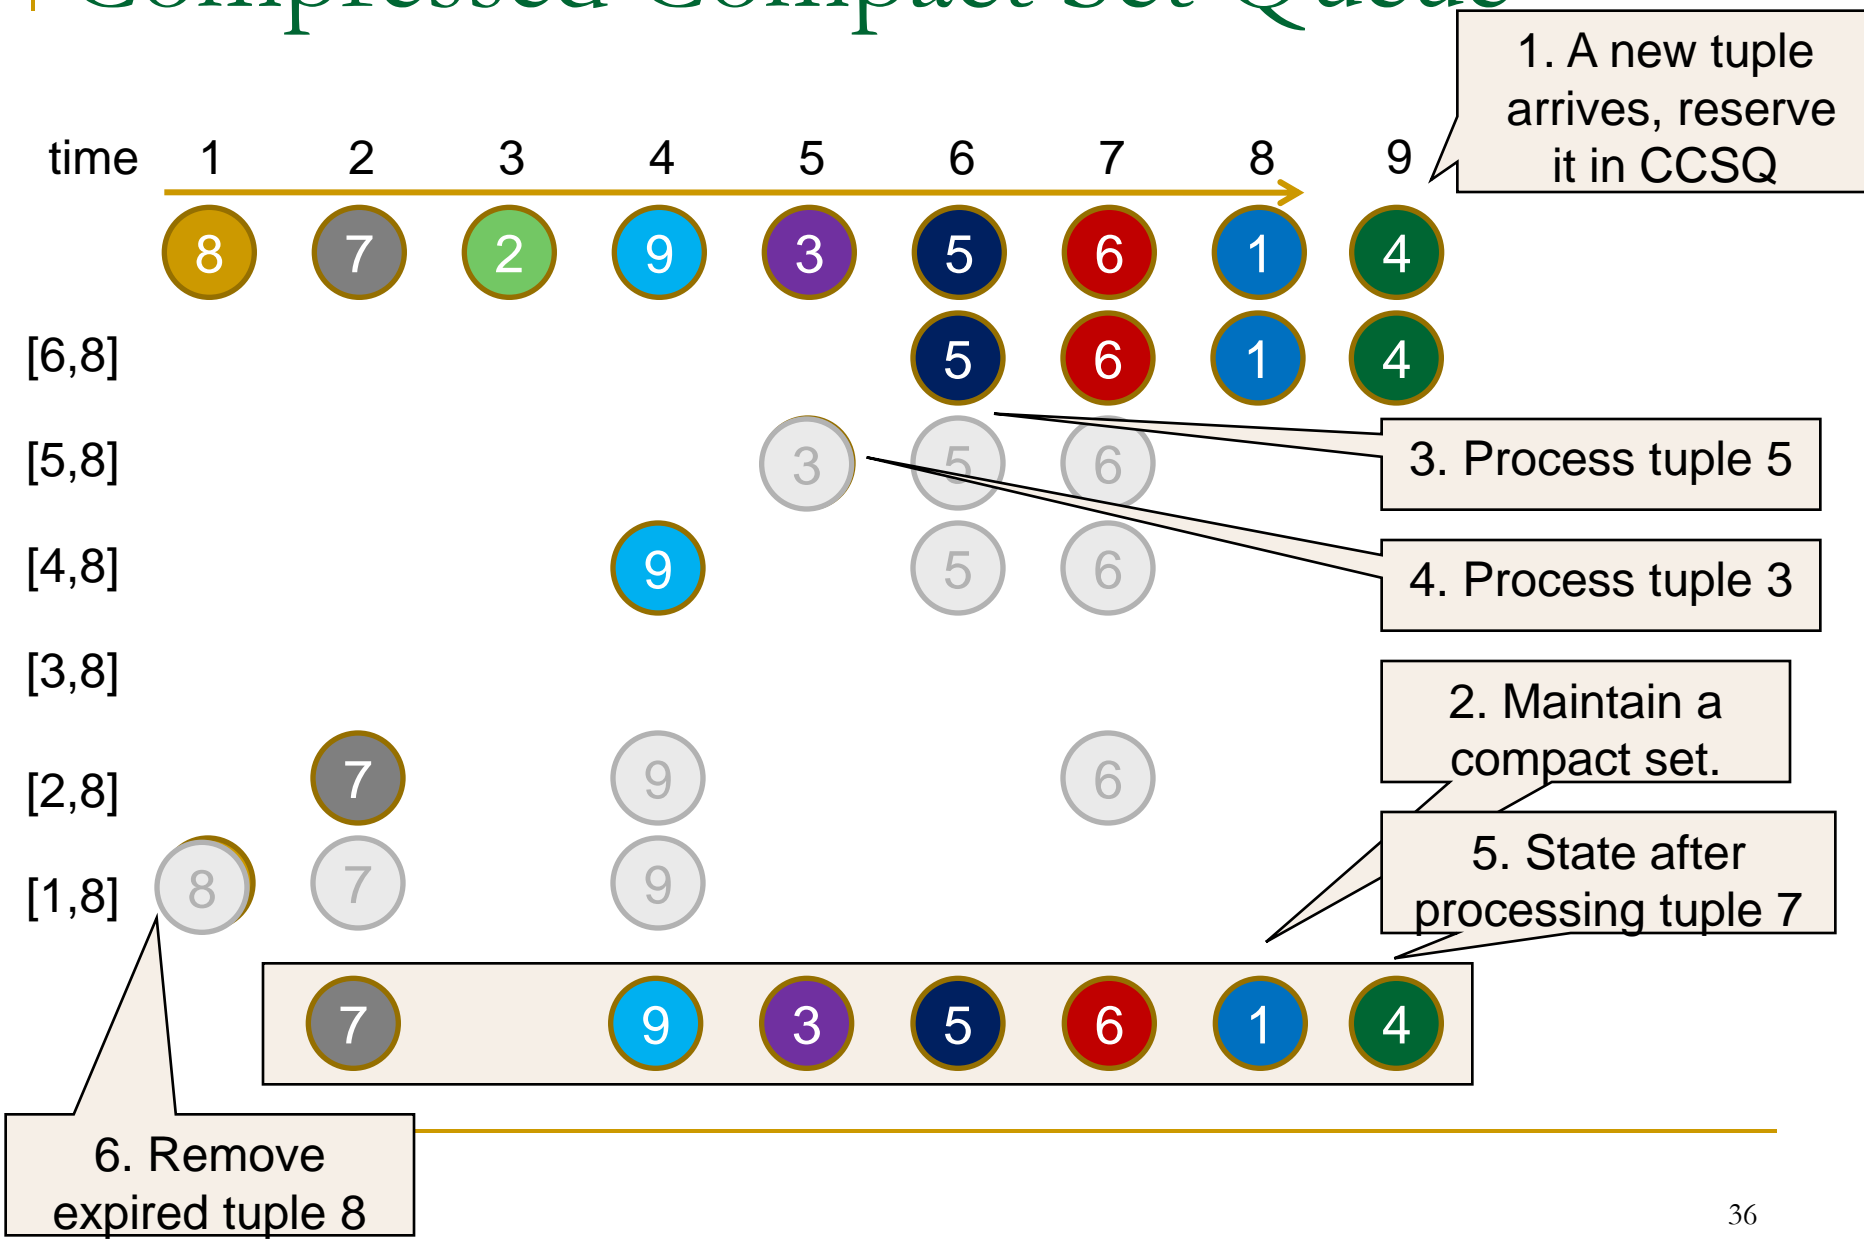 Compressed Compact Set Queue
1. A new tuple
arrives, reserve
it in CCSQ
time 1 2 3 4 5 6 7 8 9
8 7 2 9 3 5 6 1 4
[6,8] 5 6 1 4
[5,8] 3 5 6
3. Process tuple 5
[4,8] 9 5 6
4. Process tuple 3
[3,8]
2. Maintain a
compact set.
[2,8] 7 9 6
[1,8] 8 7 9
5. State after
processing tuple 7
7 9 3 5 6 1 4
6. Remove
expired tuple 8
36